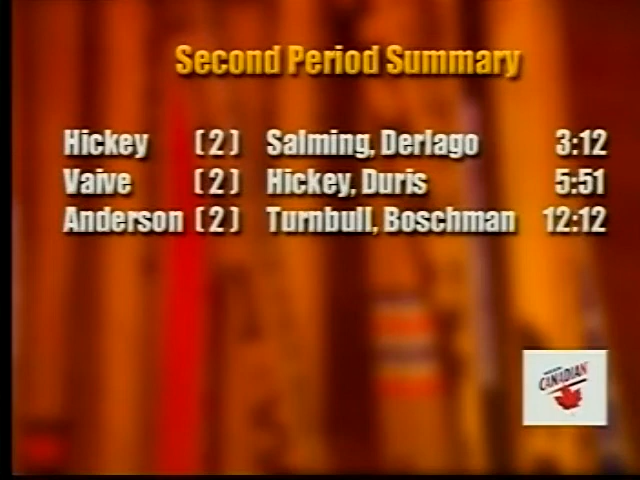 Second Period Summary
Hickey (2) Salming, Derlago 3:12
Vaive (2) Hickey, Duris 5:51
Anderson (2) Turnbull, Boschman 12:12
CANADIAN